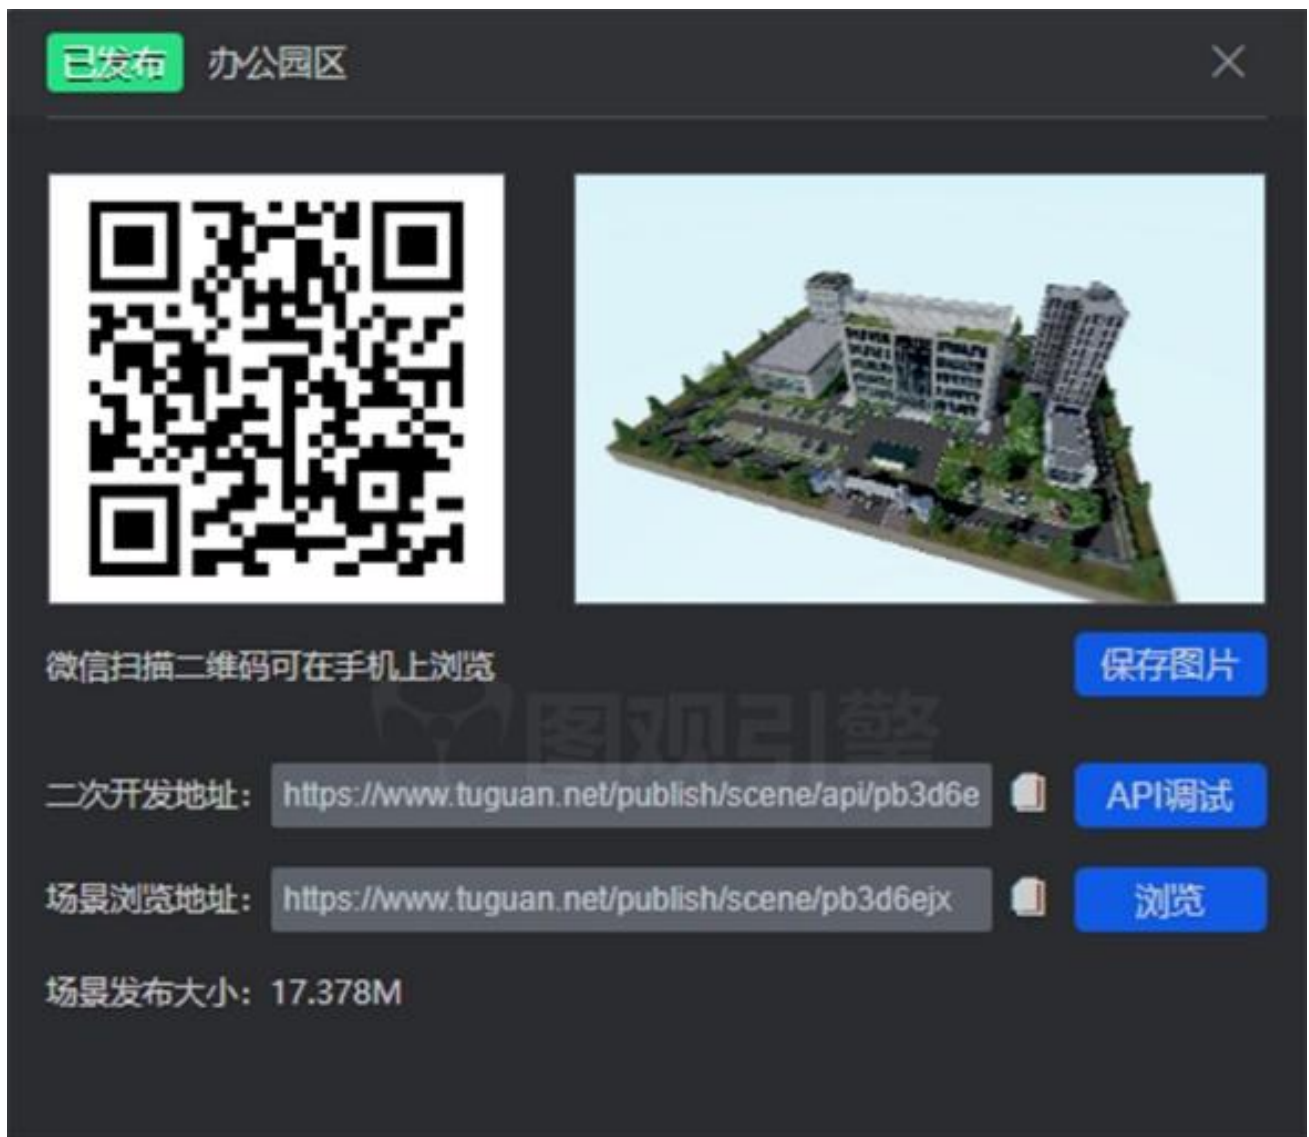 已发布 办公园区
微信扫描二维码可在手机上浏览
保存图片
图观引擎
二次开发地址： https://www.tuguan.net/publish/scene/api/pb3d6e API调试
场景浏览地址： https://www.tuguan.net/publish/scene/pb3d6ejx 浏览
场景发布大小： 17.378M